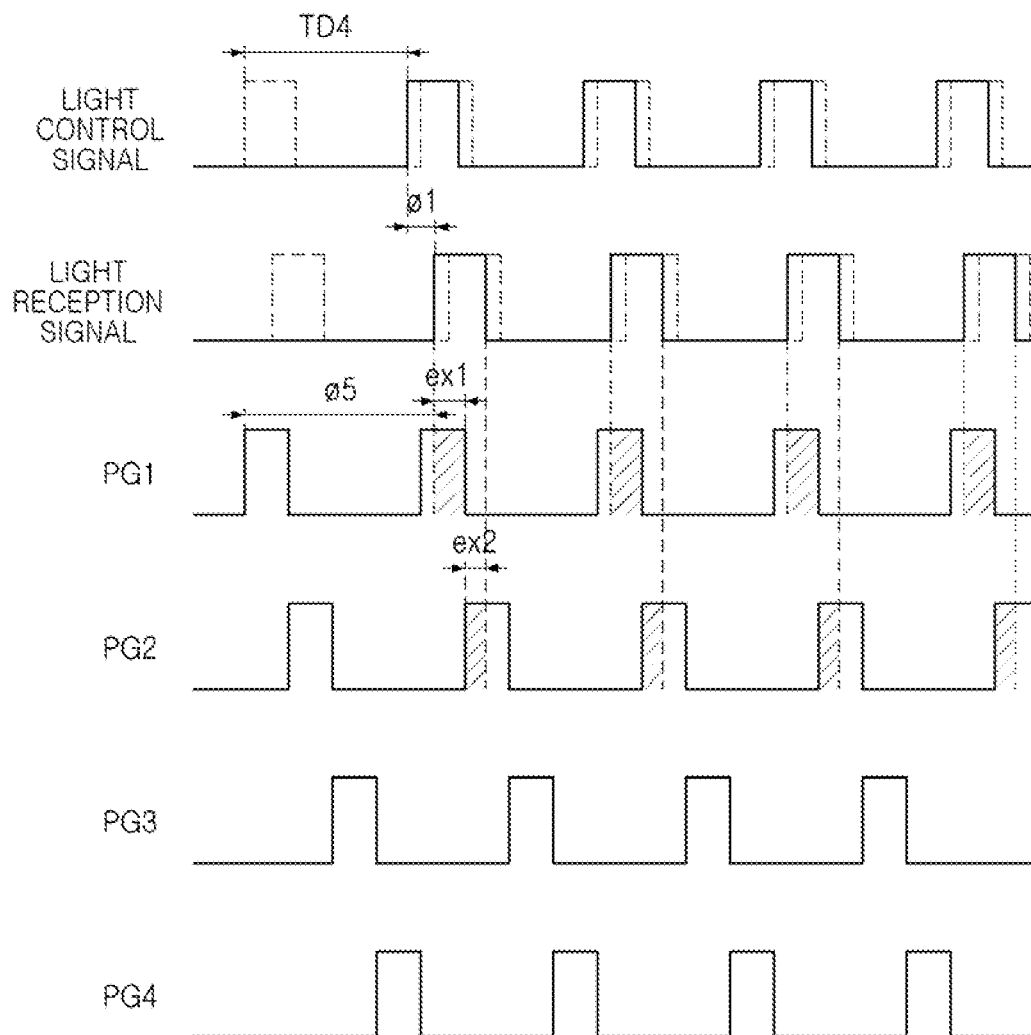 TD4
LIGHT
CONTROL
SIGNAL
ø1
LIGHT
RECEPTION
SIGNAL
ex1
ø5
PG1
ex2
PG2
PG3
PG4